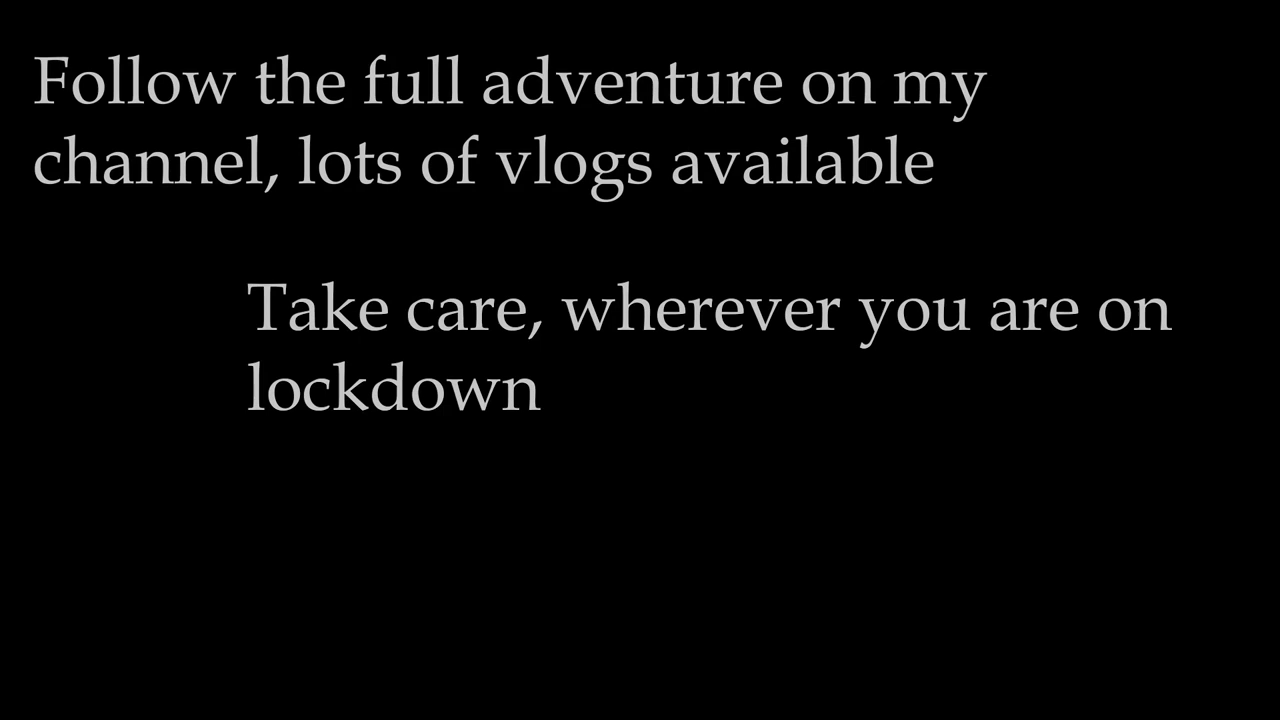 Follow the full adventure on my
channel, lots of vlogs available
Take care, wherever you are on
lockdown